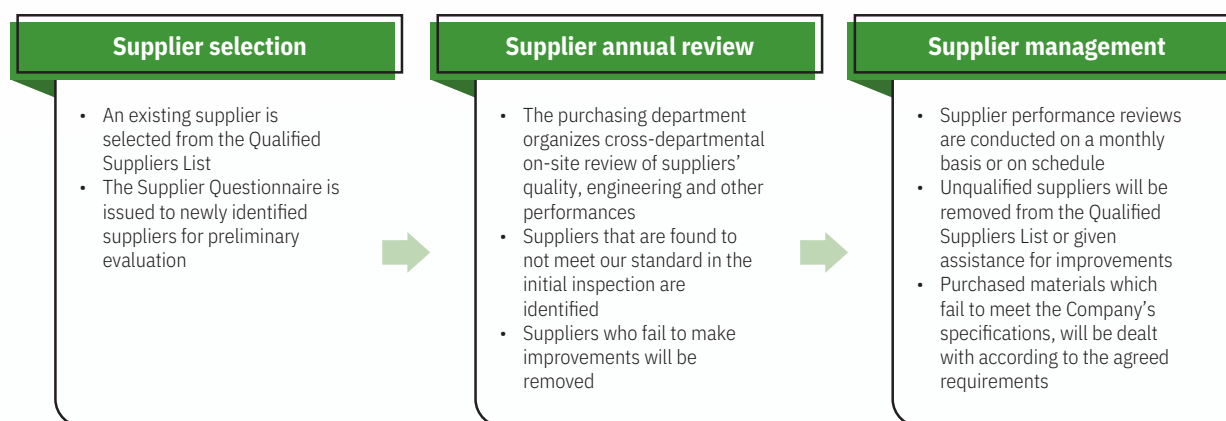 Supplier selection
• An existing supplier is
selected from the Qualified
Suppliers List
• The Supplier Questionnaire is
issued to newly identified
suppliers for preliminary
evaluation
Supplier annual review
• The purchasing department
organizes cross-departmental
on-site review of suppliers’
quality, engineering and other
performances
• Suppliers that are found to
not meet our standard in the
initial inspection are
identified
• Suppliers who fail to make
improvements will be
removed
Supplier management
• Supplier performance reviews
are conducted on a monthly
basis or on schedule
• Unqualified suppliers will be
removed from the Qualified
Suppliers List or given
assistance for improvements
• Purchased materials which
fail to meet the Company’s
specifications, will be dealt
with according to the agreed
requirements